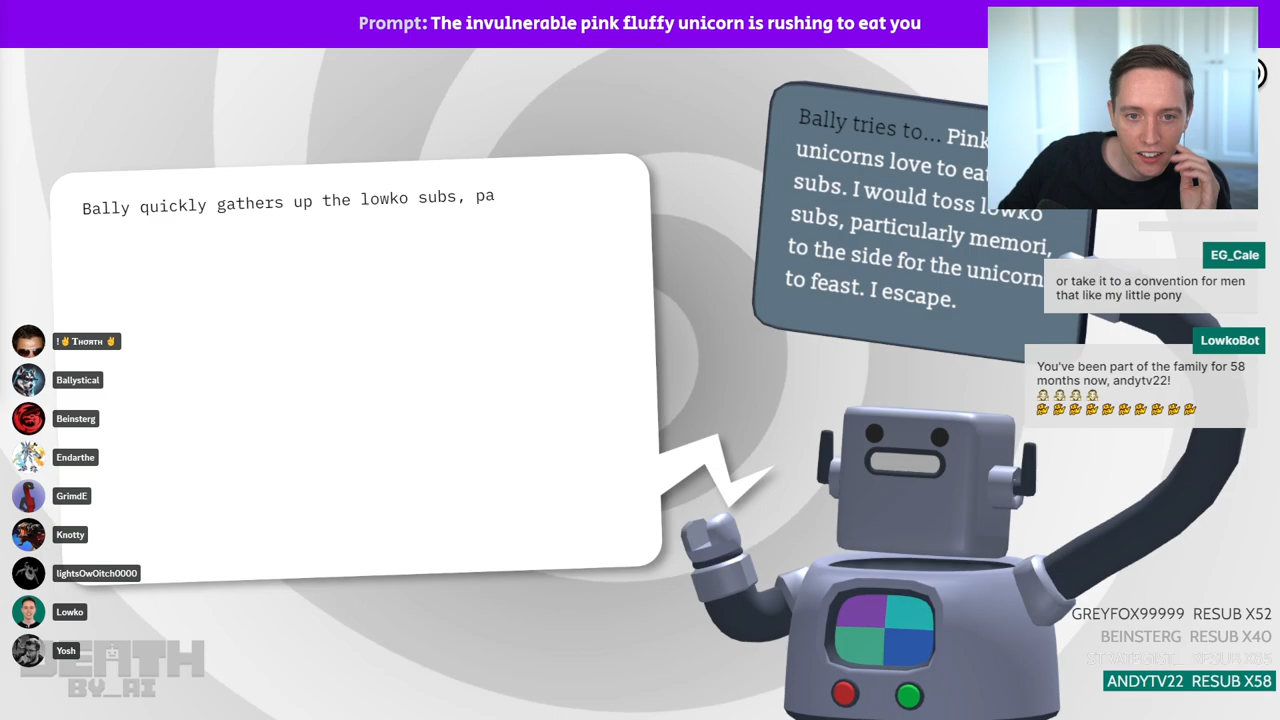 Prompt: The invulnerable pink fluffy unicorn is rushing to eat you
Bally quickly gathers up the lowko subs, pa
Bally tries to... Pink
unicorns love to eat
subs. I would toss lowko
subs, particularly memori,
to the side for the unicorn
to feast. I escape.
EG_Cale
or take it to a convention for men
that like my little pony
LowkoBot
You've been part of the family for 58
months now, andytv22!
!✌Tʜσʀᴛʜ ✌
Ballystical
Beinsterg
Endarthe
GrimdE
Knotty
lightsOwOitch0000
Lowko
Yosh
DEATH
BY_AI
GREYFOX99999 RESUB X52
BEINSTERG RESUB X40
ANDYTV22 RESUB X58